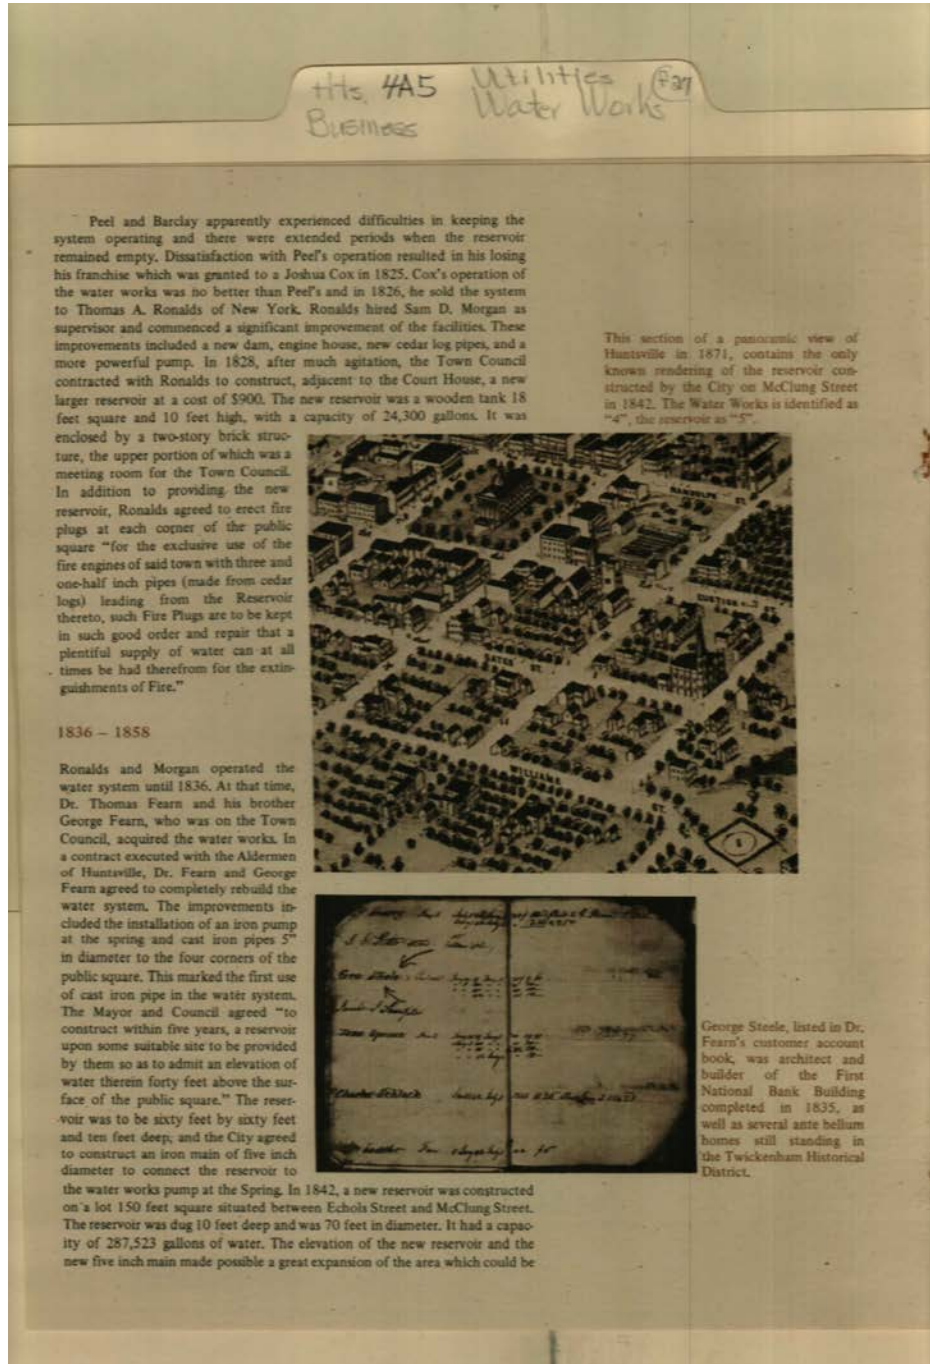 Hs. 4A5 Utilities P27
Business Water Works
Peel and Barclay apparently experienced difficulties in keeping the
system operating and there were extended periods when the reservoir
remained empty. Dissatisfaction with Peel's operation resulted in his losing
his franchise which was granted to a Joshua Cox in 1825. Cox's operation of
the water works was no better than Peel's and in 1826, he sold the system
to Thomas A. Ronalds of New York. Ronalds hired Sam D. Morgan as
supervisor and commenced a significant improvement of the facilities. These
improvements included a new dam, engine house, new cedar log pipes, and a
more powerful pump. In 1828, after much agitation, the Town Council
contracted with Ronalds to construct, adjacent to the Court House, a new
larger reservoir at a cost of $900. The new reservoir was a wooden tank 18
feet square and 10 feet high, with a capacity of 24,300 gallons. It was
enclosed by a two-story brick struc-
ture, the upper portion of which was a
meeting room for the Town Council.
In addition to providing the new
reservoir, Ronalds agreed to erect fire
plugs at each corner of the public
square "for the exclusive use of the
fire engines of said town with three and
one-half inch pipes (made from cedar
logs) leading from the Reservoir
thereto, such Fire Plugs are to be kept
in such good order and repair that a
plentiful supply of water can at all
times be had therefrom for the extin-
guishments of Fire."
1836 – 1858
Ronalds and Morgan operated the
water system until 1836. At that time,
Dr. Thomas Fearn and his brother
George Fearn, who was on the Town
Council, acquired the water works. In
a contract executed with the Aldermen
of Huntsville, Dr. Fearn and George
Fearn agreed to completely rebuild the
water system. The improvements in-
cluded the installation of an iron pump
at the spring and cast iron pipes 5"
in diameter to the four corners of the
public square. This marked the first use
of cast iron pipe in the water system.
The Mayor and Council agreed "to
construct within five years, a reservoir
upon some suitable site to be provided
by them so as to admit an elevation of
water therein forty feet above the sur-
face of the public square." The reser-
voir was to be sixty feet by sixty feet
and ten feet deep; and the City agreed
to construct an iron main of five inch
diameter to connect the reservoir to
the water works pump at the Spring. In 1842, a new reservoir was constructed
on a lot 150 feet square situated between Echols Street and McClung Street.
The reservoir was dug 10 feet deep and was 70 feet in diameter. It had a capac-
ity of 287,523 gallons of water. The elevation of the new reservoir and the
new five inch main made possible a great expansion of the area which could be
This section of a panoramic view of
Huntsville in 1871, contains the only
known rendering of the reservoir con-
structed by the City on McClung Street
in 1842. The Water Works is identified as
"4", the reservoir as "5".
RANDOLPH ST.
EUSTIS ST.
GATES ST.
WILLIAMS ST.
5
Geo Steele
George Steele, listed in Dr.
Fearn's customer account
book, was architect and
builder of the First
National Bank Building
completed in 1835, as
well as several ante bellum
homes still standing in
the Twickenham Historical
District.